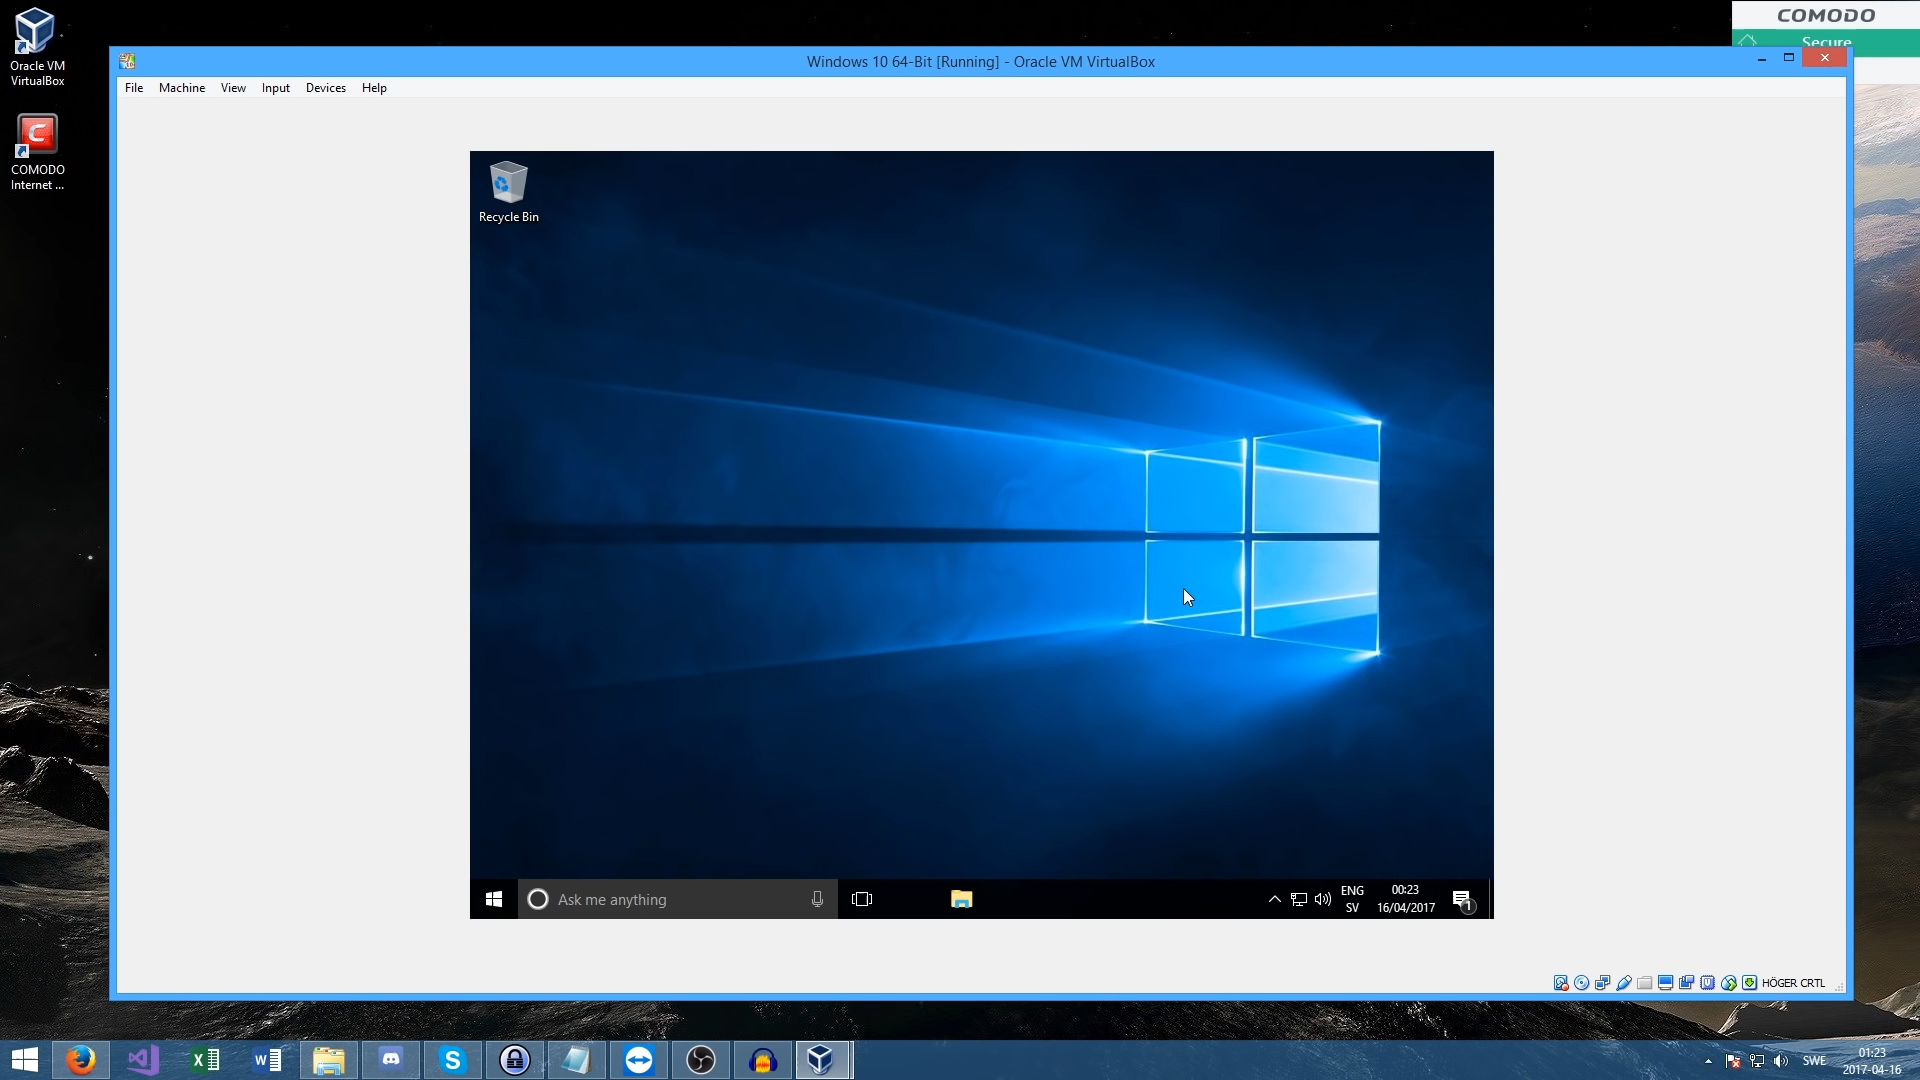 Oracle VM
VirtualBox
COMODO
Internet ...
COMODO
Secure
Windows 10 64-Bit [Running] - Oracle VM VirtualBox
File Machine View Input Devices Help
Recycle Bin
Ask me anything
ENG
SV
00:23
16/04/2017
1
HÖGER CRTL
SWE
01:23
2017-04-16